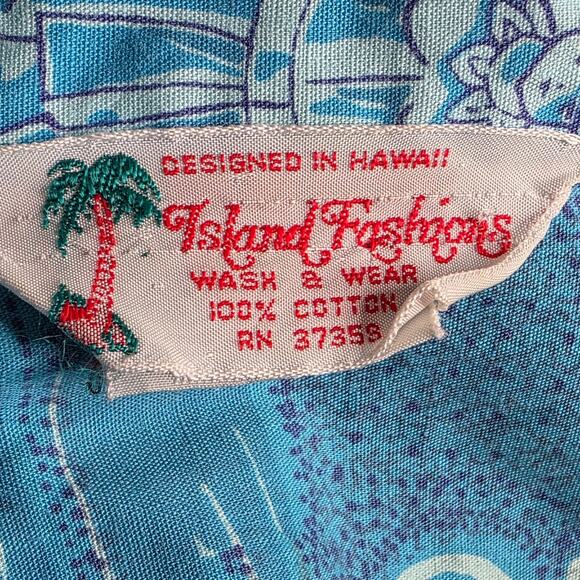 DESIGNED IN HAWAII
Island Fashions
WASH & WEAR
100% COTTON
RN 37359